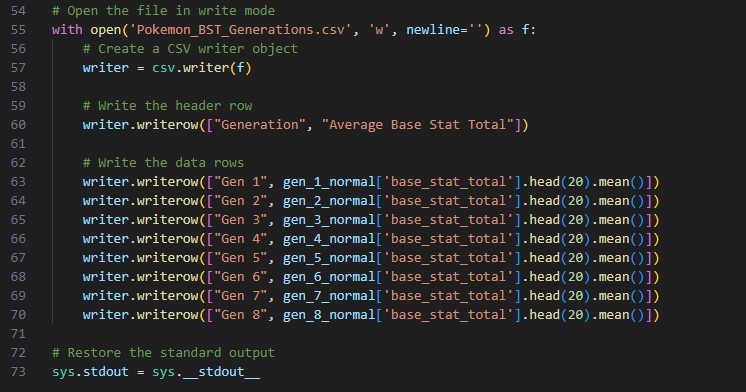 54 # Open the file in write mode
55 with open('Pokemon_BST_Generations.csv', 'w', newline='') as f:
56     # Create a CSV writer object
57     writer = csv.writer(f)
58
59     # Write the header row
60     writer.writerow(["Generation", "Average Base Stat Total"])
61
62     # Write the data rows
63     writer.writerow(["Gen 1", gen_1_normal['base_stat_total'].head(20).mean()])
64     writer.writerow(["Gen 2", gen_2_normal['base_stat_total'].head(20).mean()])
65     writer.writerow(["Gen 3", gen_3_normal['base_stat_total'].head(20).mean()])
66     writer.writerow(["Gen 4", gen_4_normal['base_stat_total'].head(20).mean()])
67     writer.writerow(["Gen 5", gen_5_normal['base_stat_total'].head(20).mean()])
68     writer.writerow(["Gen 6", gen_6_normal['base_stat_total'].head(20).mean()])
69     writer.writerow(["Gen 7", gen_7_normal['base_stat_total'].head(20).mean()])
70     writer.writerow(["Gen 8", gen_8_normal['base_stat_total'].head(20).mean()])
71
72 # Restore the standard output
73 sys.stdout = sys.__stdout__